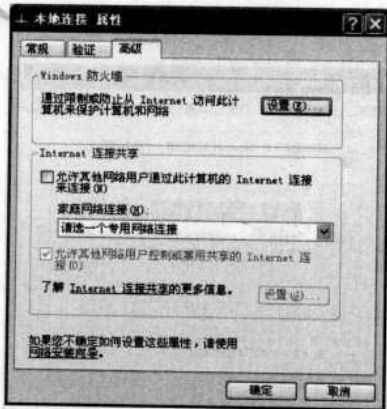 本地连接 属性
常规 验证 高级
Windows 防火墙
通过限制或防止从 Internet 访问此计
算机来保护计算机和网络
设置(E)...
Internet 连接共享
允许其他网络用户通过此计算机的 Internet 连接
来连接(N)
家庭网络连接(H):
请选一个专用网络连接
允许其他网络用户控制或禁用共享的 Internet 连
接(O)
了解 Internet 连接共享的更多信息。
设置(G)...
如果您不确定如何设置这些属性,请使用
网络安装向导。
确定 取消